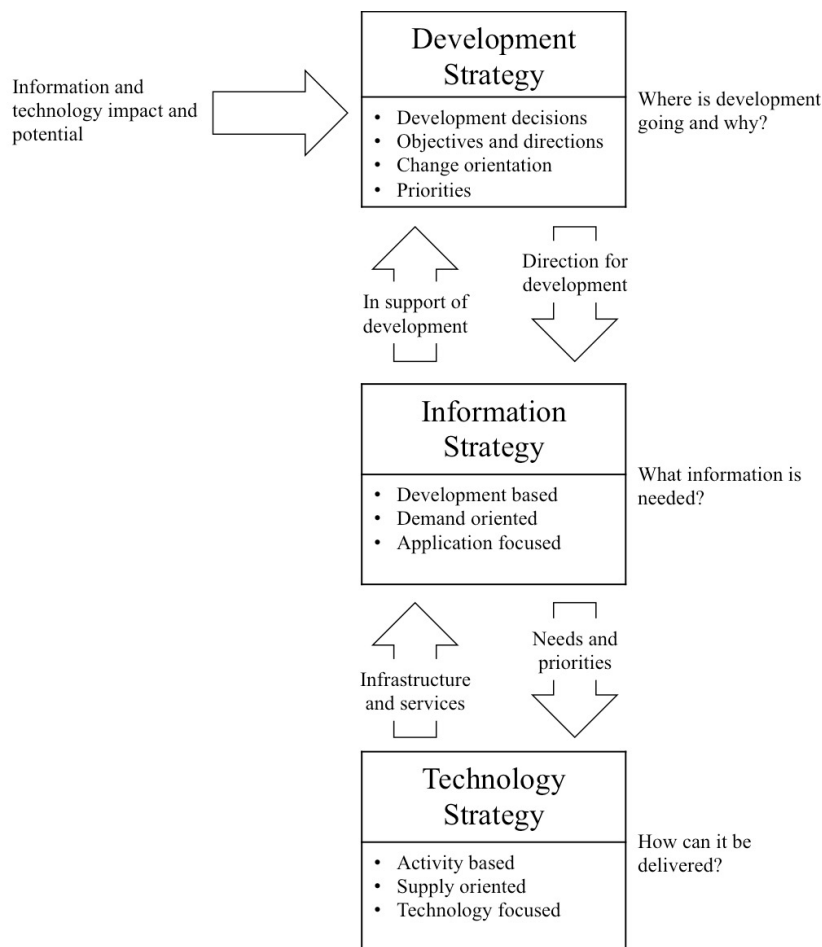 Development
Strategy
Information and
technology impact and
potential
• Development decisions
• Objectives and directions
• Change orientation
• Priorities
Where is development
going and why?
In support of
development
Direction for
development
Information
Strategy
• Development based
• Demand oriented
• Application focused
What information is
needed?
Infrastructure
and services
Needs and
priorities
Technology
Strategy
• Activity based
• Supply oriented
• Technology focused
How can it be
delivered?